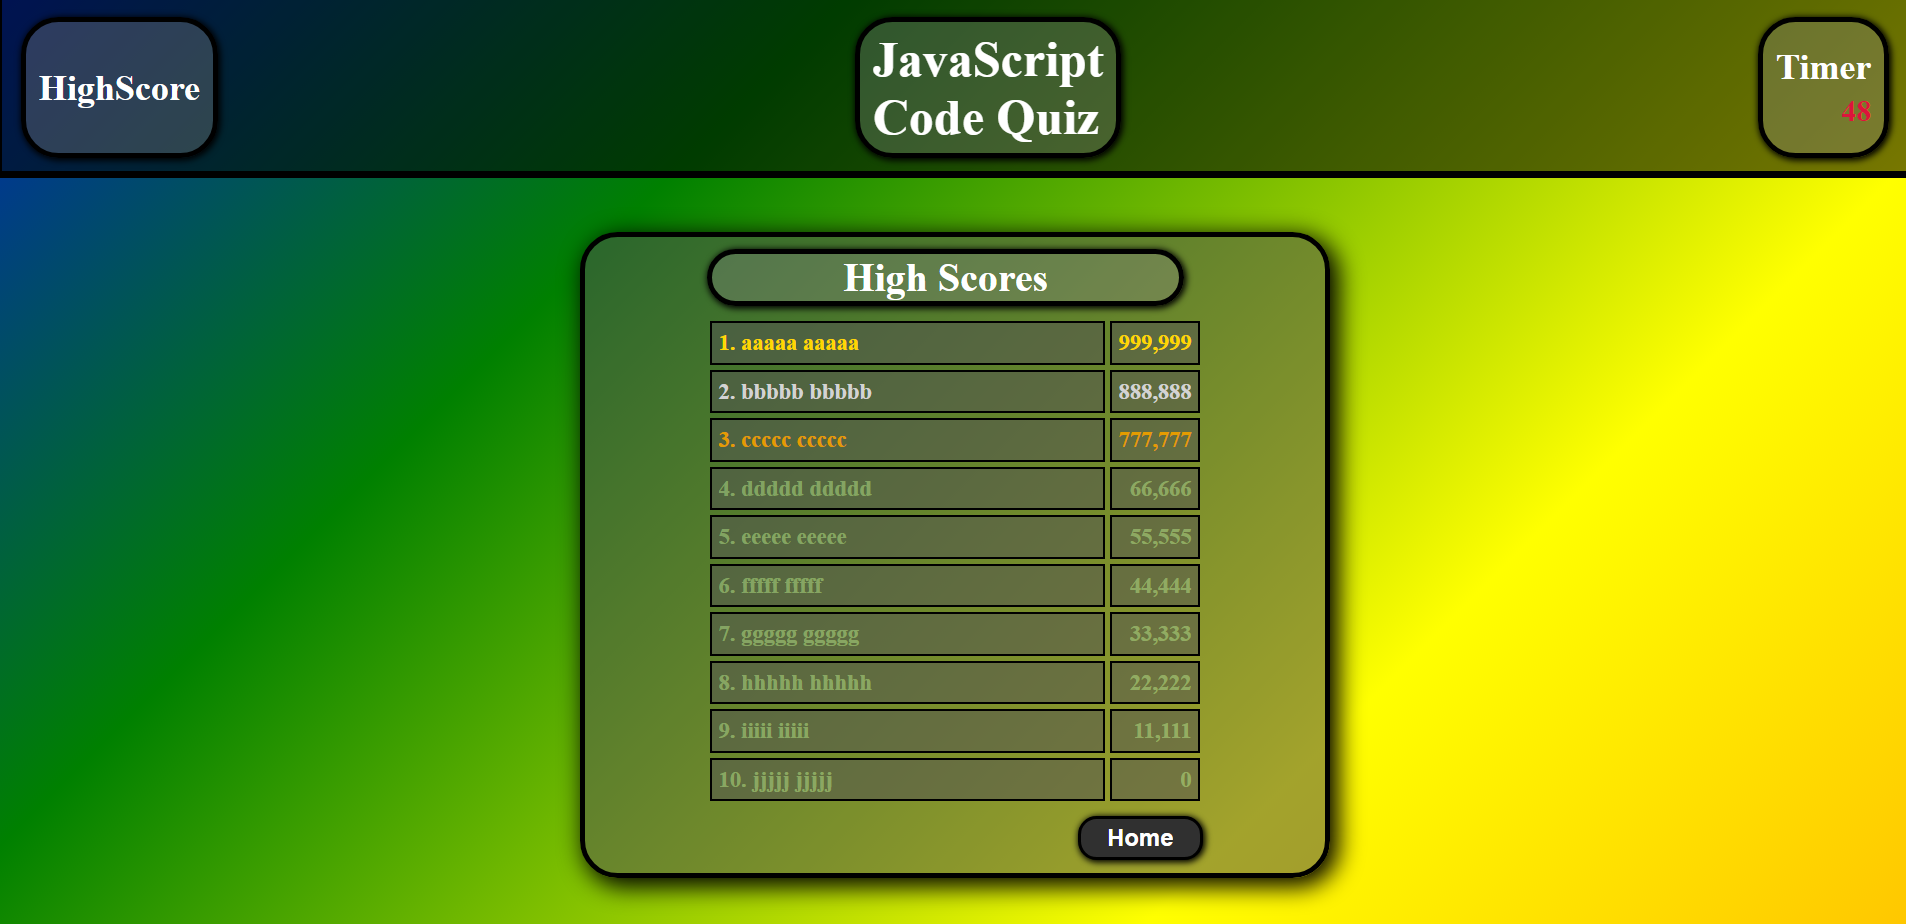 HighScore
JavaScript
Code Quiz
Timer
48
High Scores
1. aaaaa aaaaa 999,999
2. bbbbb bbbbb 888,888
3. ccccc ccccc 777,777
4. ddddd ddddd 66,666
5. eeeee eeeee 55,555
6. fffff fffff 44,444
7. ggggg ggggg 33,333
8. hhhhh hhhhh 22,222
9. iiiii iiiii 11,111
10. jjjjj jjjjj 0
Home